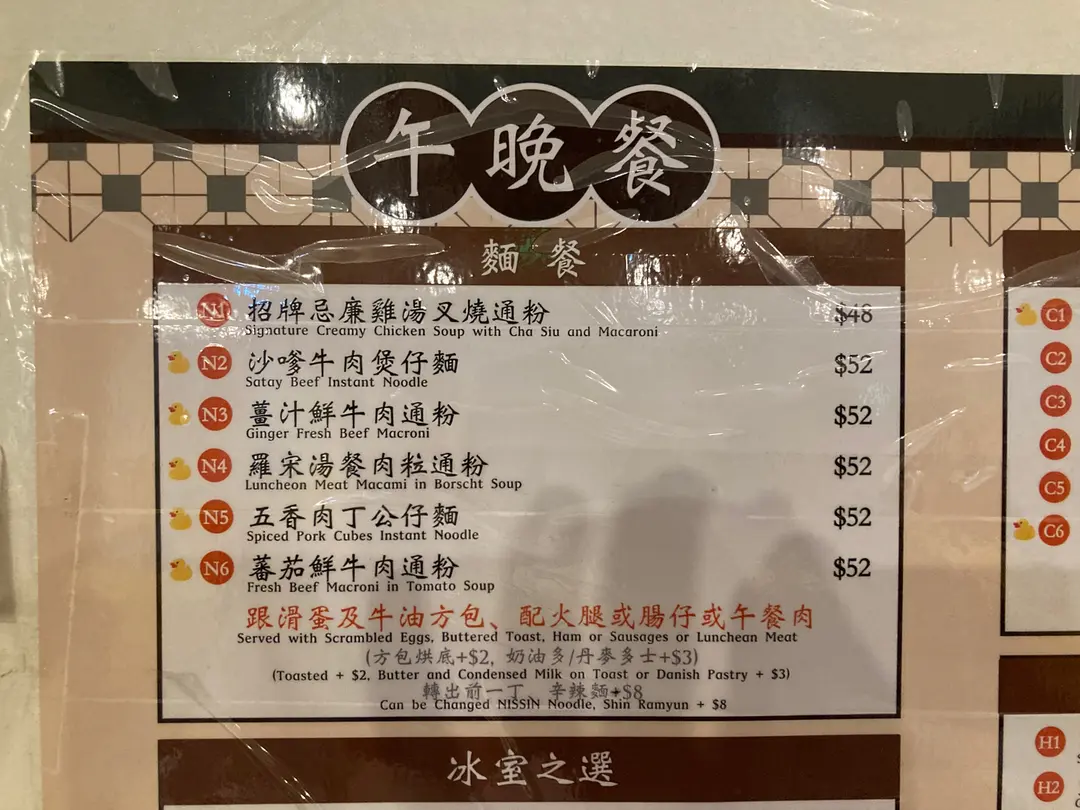 午晚餐
麵餐
N1 招牌忌廉雞湯叉燒通粉 $48
Signature Creamy Chicken Soup with Cha Siu and Macaroni
N2 沙嗲牛肉煲仔麵 $52
Satay Beef Instant Noodle
N3 薑汁鮮牛肉通粉 $52
Ginger Fresh Beef Macroni
N4 羅宋湯餐肉粒通粉 $52
Luncheon Meat Macami in Borscht Soup
N5 五香肉丁公仔麵 $52
Spiced Pork Cubes Instant Noodle
N6 蕃茄鮮牛肉通粉 $52
Fresh Beef Macroni in Tomato Soup
跟滑蛋及牛油方包、配火腿或腸仔或午餐肉
Served with Scrambled Eggs, Buttered Toast, Ham or Sausages or Lunchean Meat
(方包烘底+$2, 奶油多/丹麥多士+$3)
(Toasted + $2, Butter and Condensed Milk on Toast or Danish Pastry + $3)
轉出前一丁、辛辣麵+$8
Can be Changed NISSIN Noodle, Shin Ramyun + $8
冰室之選
C1
C2
C3
C4
C5
C6
H1
H2